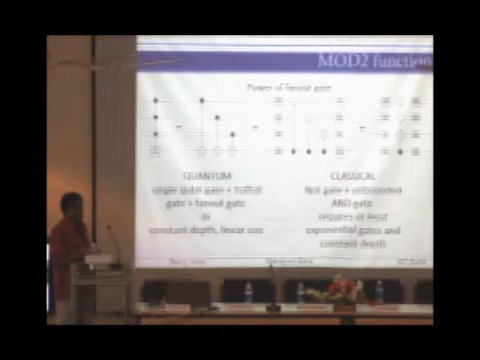 MOD2 function
Power of fanout gate
QUANTUM
single qubit gate + Toffoli
gate + fanout gate
in
constant depth, linear size
CLASSICAL
Not gate + unbounded
AND gate
requires at least
exponential gates and
constant depth